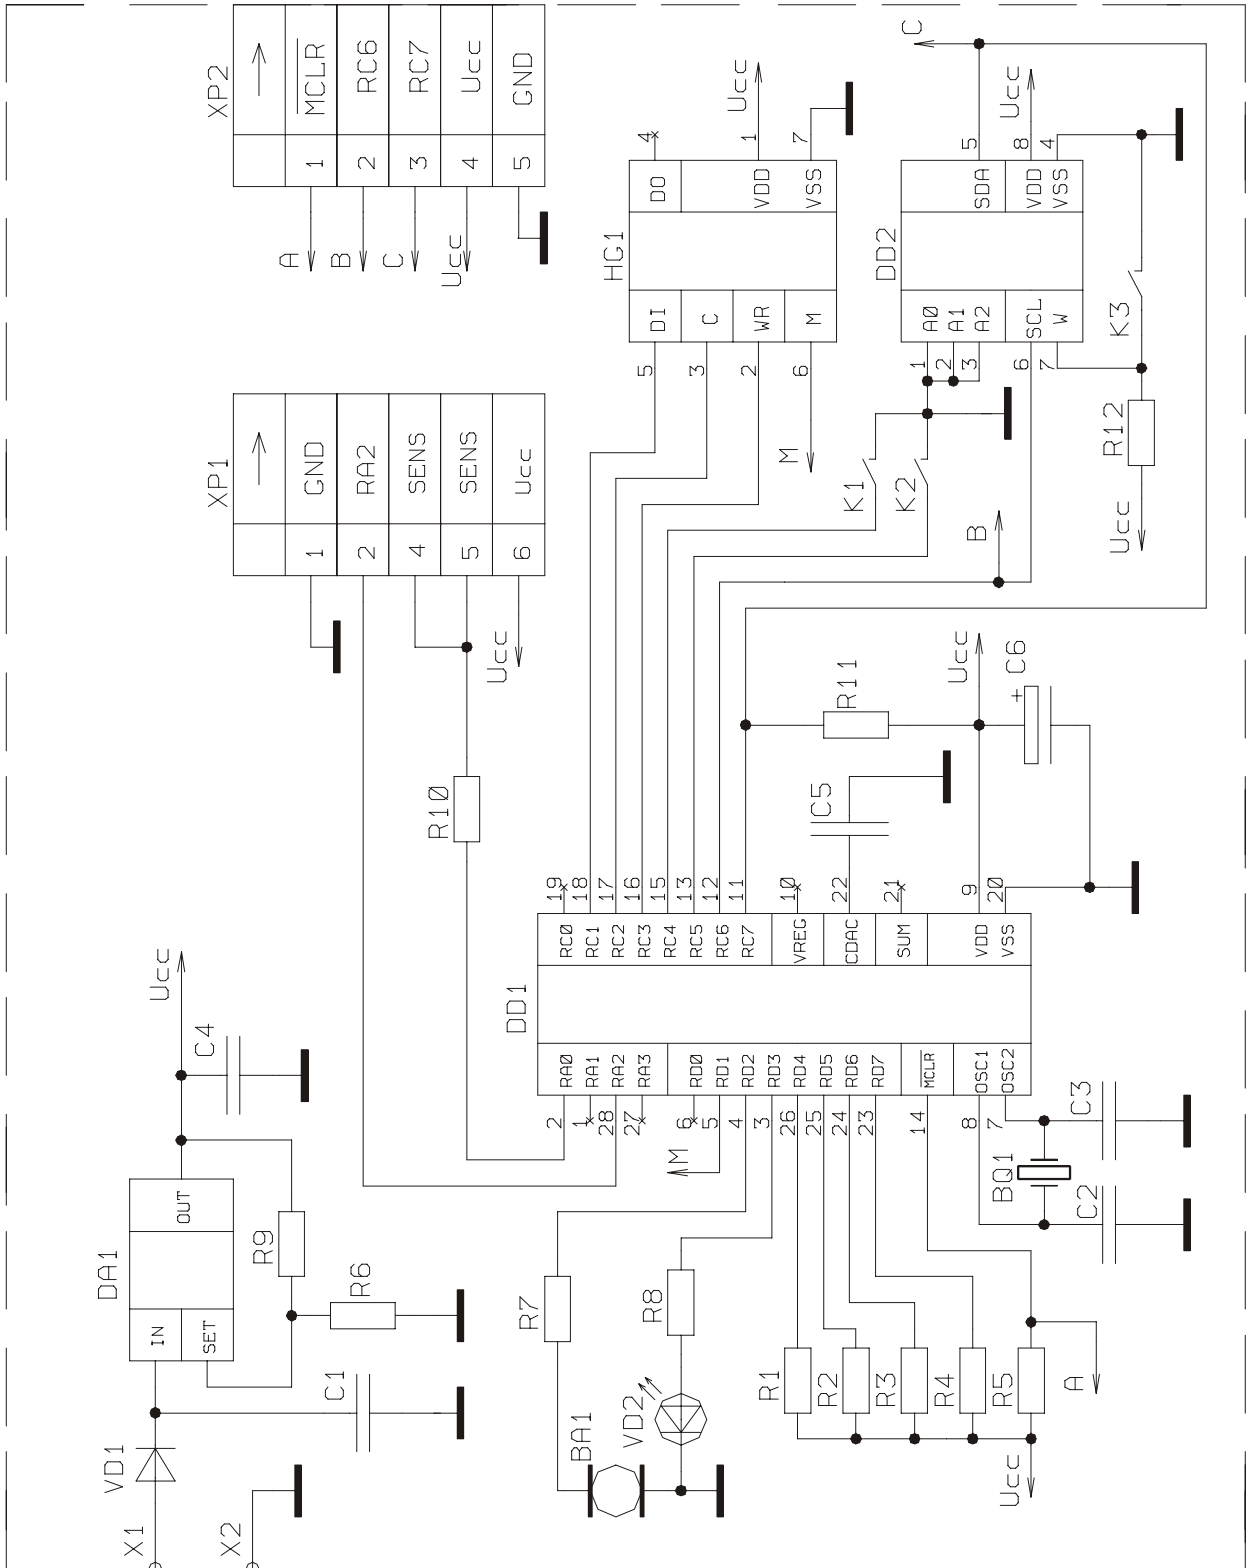 X1
X2
VD1
C1
DA1
IN
SET
OUT
R9
R6
C4
Ucc
XP1
1 GND
2 RA2
4 SENS
5 SENS
6 Ucc
Ucc
R10
XP2
1 MCLR
2 RC6
3 RC7
4 Ucc
5 GND
A
B
C
Ucc
BA1
R7
VD2
R8
R1
R2
R3
R4
R5
Ucc
A
M
BQ1
C2
C3
DD1
2 RA0
1 RA1
28 RA2
27 RA3
6 RD0
5 RD1
4 RD2
3 RD3
26 RD4
25 RD5
24 RD6
23 RD7
14 MCLR
8 OSC1
7 OSC2
RC0 19
RC1 18
RC2 17
RC3 16
RC4 15
RC5 13
RC6 12
RC7 11
VREG 10
CDAC 22
SUM 21
VDD 9
VSS 20
C5
R11
Ucc
+
C6
HG1
5 DI
3 C
2 WR
6 M
DO 4
VDD 1
VSS 7
Ucc
M
K1
K2
B
DD2
1 A0
2 A1
3 A2
6 SCL
7 W
SDA 5
VDD 8
VSS 4
C
Ucc
K3
R12
Ucc